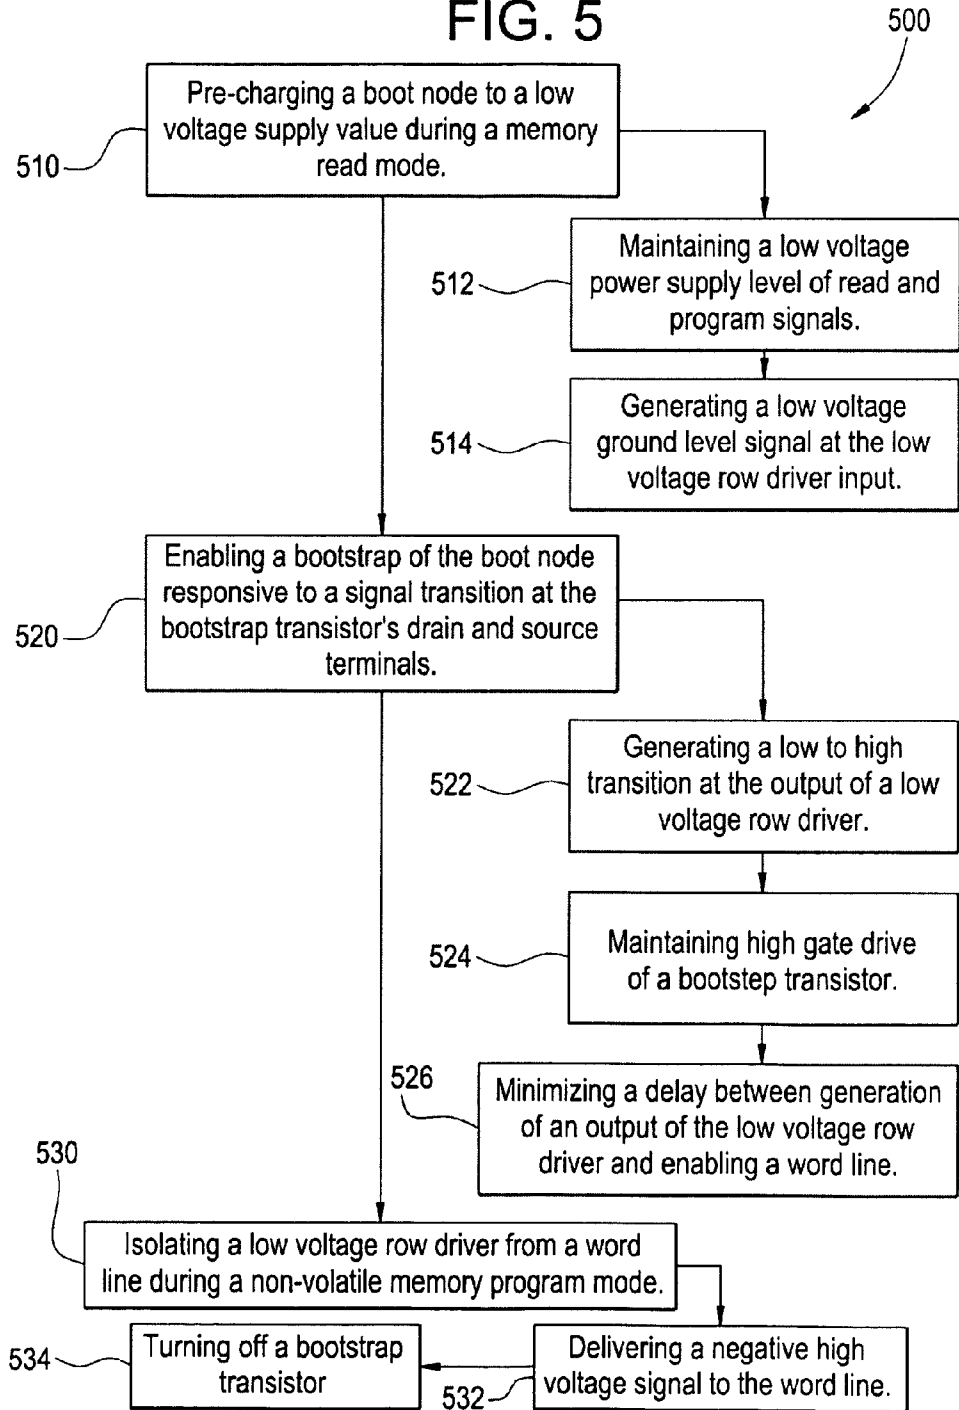 FIG. 5
500
Pre-charging a boot node to a low
voltage supply value during a memory
read mode.
510
Maintaining a low voltage
power supply level of read and
program signals.
512
Generating a low voltage
ground level signal at the low
voltage row driver input.
514
Enabling a bootstrap of the boot node
responsive to a signal transition at the
bootstrap transistor's drain and source
terminals.
520
Generating a low to high
transition at the output of a low
voltage row driver.
522
Maintaining high gate drive
of a bootstep transistor.
524
526
Minimizing a delay between generation
of an output of the low voltage row
driver and enabling a word line.
530
Isolating a low voltage row driver from a word
line during a non-volatile memory program mode.
Delivering a negative high
voltage signal to the word line.
532
Turning off a bootstrap
transistor
534